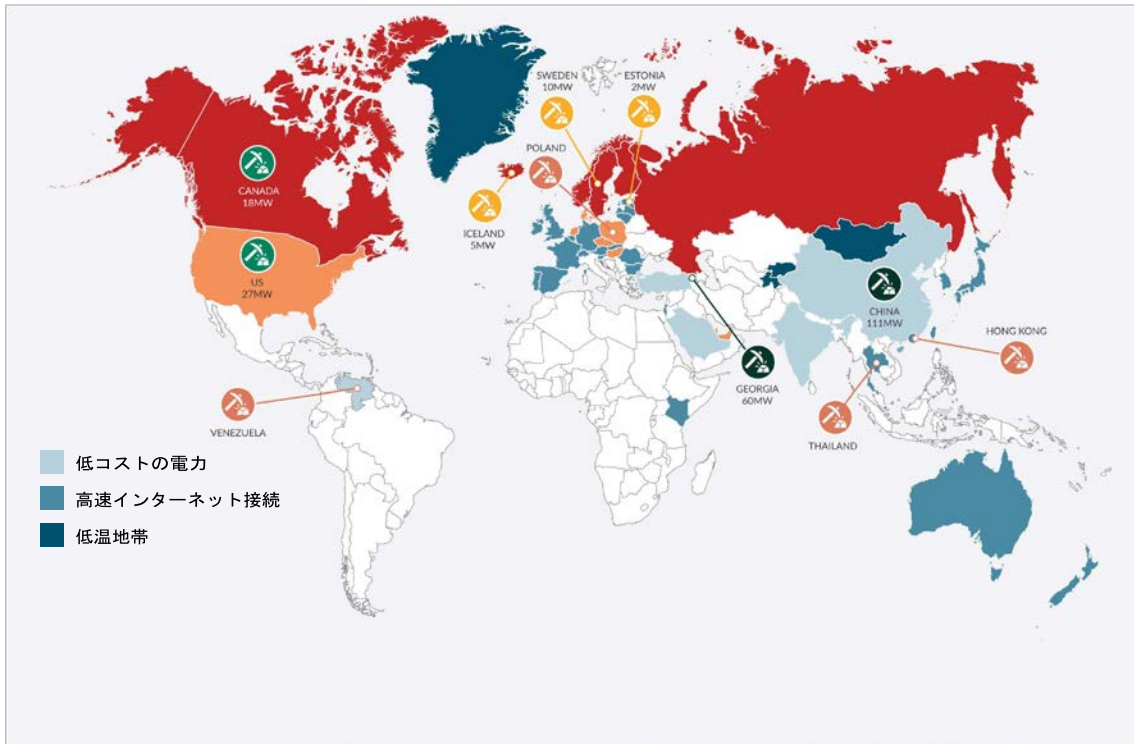 SWEDEN
10MW
ESTONIA
2MW
POLAND
CANADA
18MW
ICELAND
5MW
US
27MW
CHINA
111MW
HONG KONG
GEORGIA
60MW
VENEZUELA
THAILAND
低コストの電力
高速インターネット接続
低温地帯